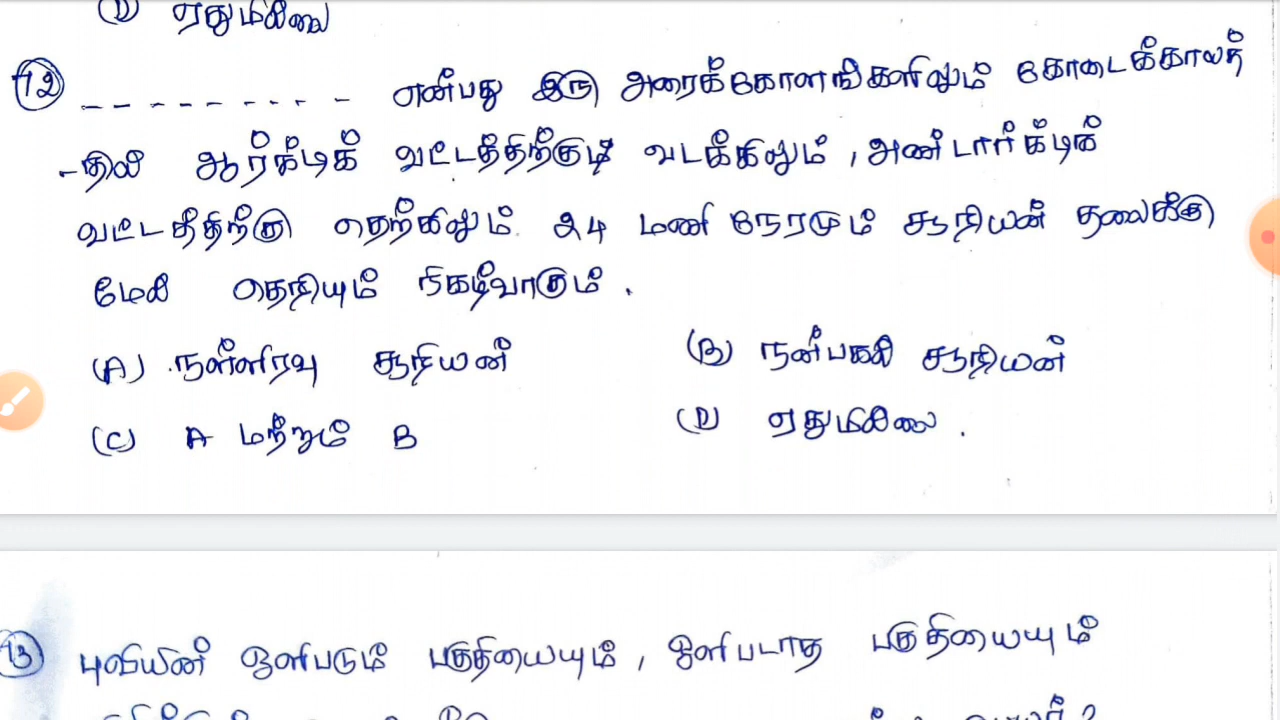 (D) ஏதுமில்லை
12 ---------- என்பது இரு அரைக்கோளங்களிலும் கோடைக்காலத்
-தில் ஆர்க்டிக் வட்டத்திற்கு வடக்கிலும், அண்டார்க்டிக்
வட்டத்திற்கு தெற்கிலும் 24 மணி நேரமும் சூரியன் தலைக்கு
மேல் தெரியும் நிகழ்வாகும்.
(A) நள்ளிரவு சூரியன் (B) நண்பகல் சூரியன்
(C) A மற்றும் B (D) ஏதுமில்லை.
13 புவியின் ஒளிபடும் பகுதியையும், ஒளிபடாத பகுதியையும்